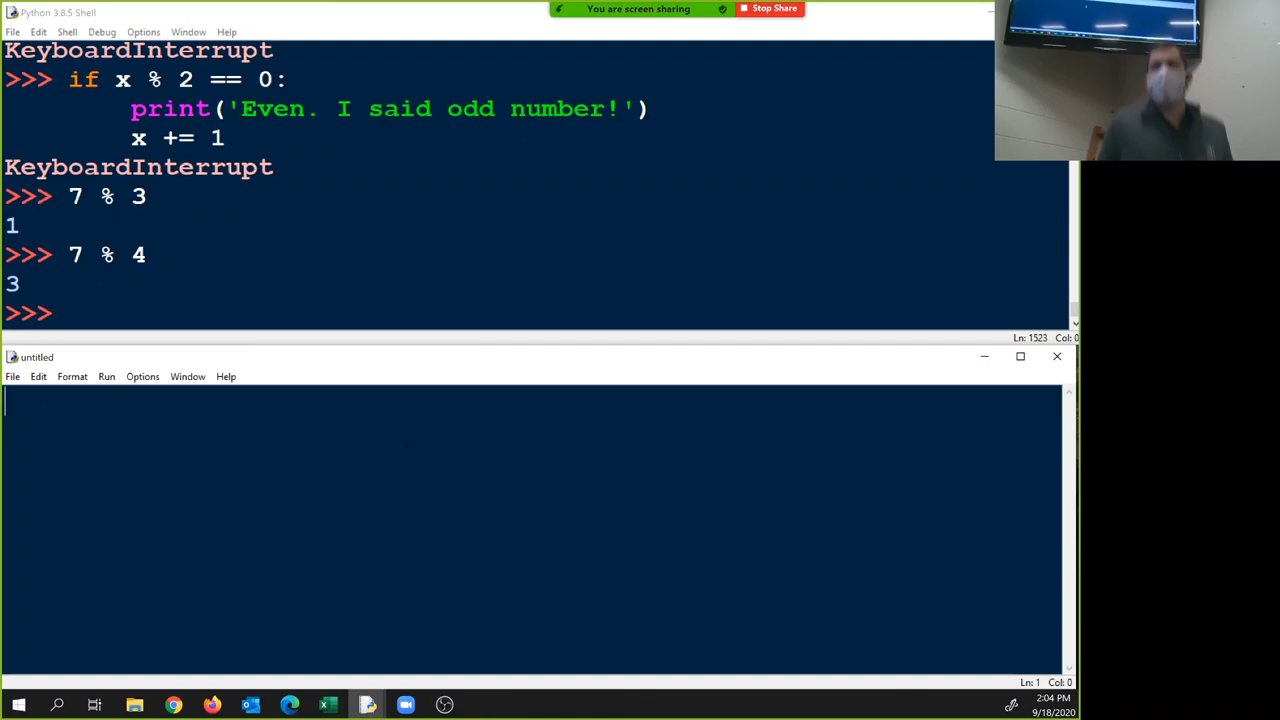 You are screen sharing Stop Share
Python 3.8.5 Shell
File Edit Shell Debug Options Window Help
KeyboardInterrupt
>>> if x % 2 == 0:
print('Even. I said odd number!')
x += 1
KeyboardInterrupt
>>> 7 % 3
1
>>> 7 % 4
3
>>>
Ln: 1523 Col: 0
untitled
File Edit Format Run Options Window Help
Ln: 1 Col: 0
2:04 PM
9/18/2020